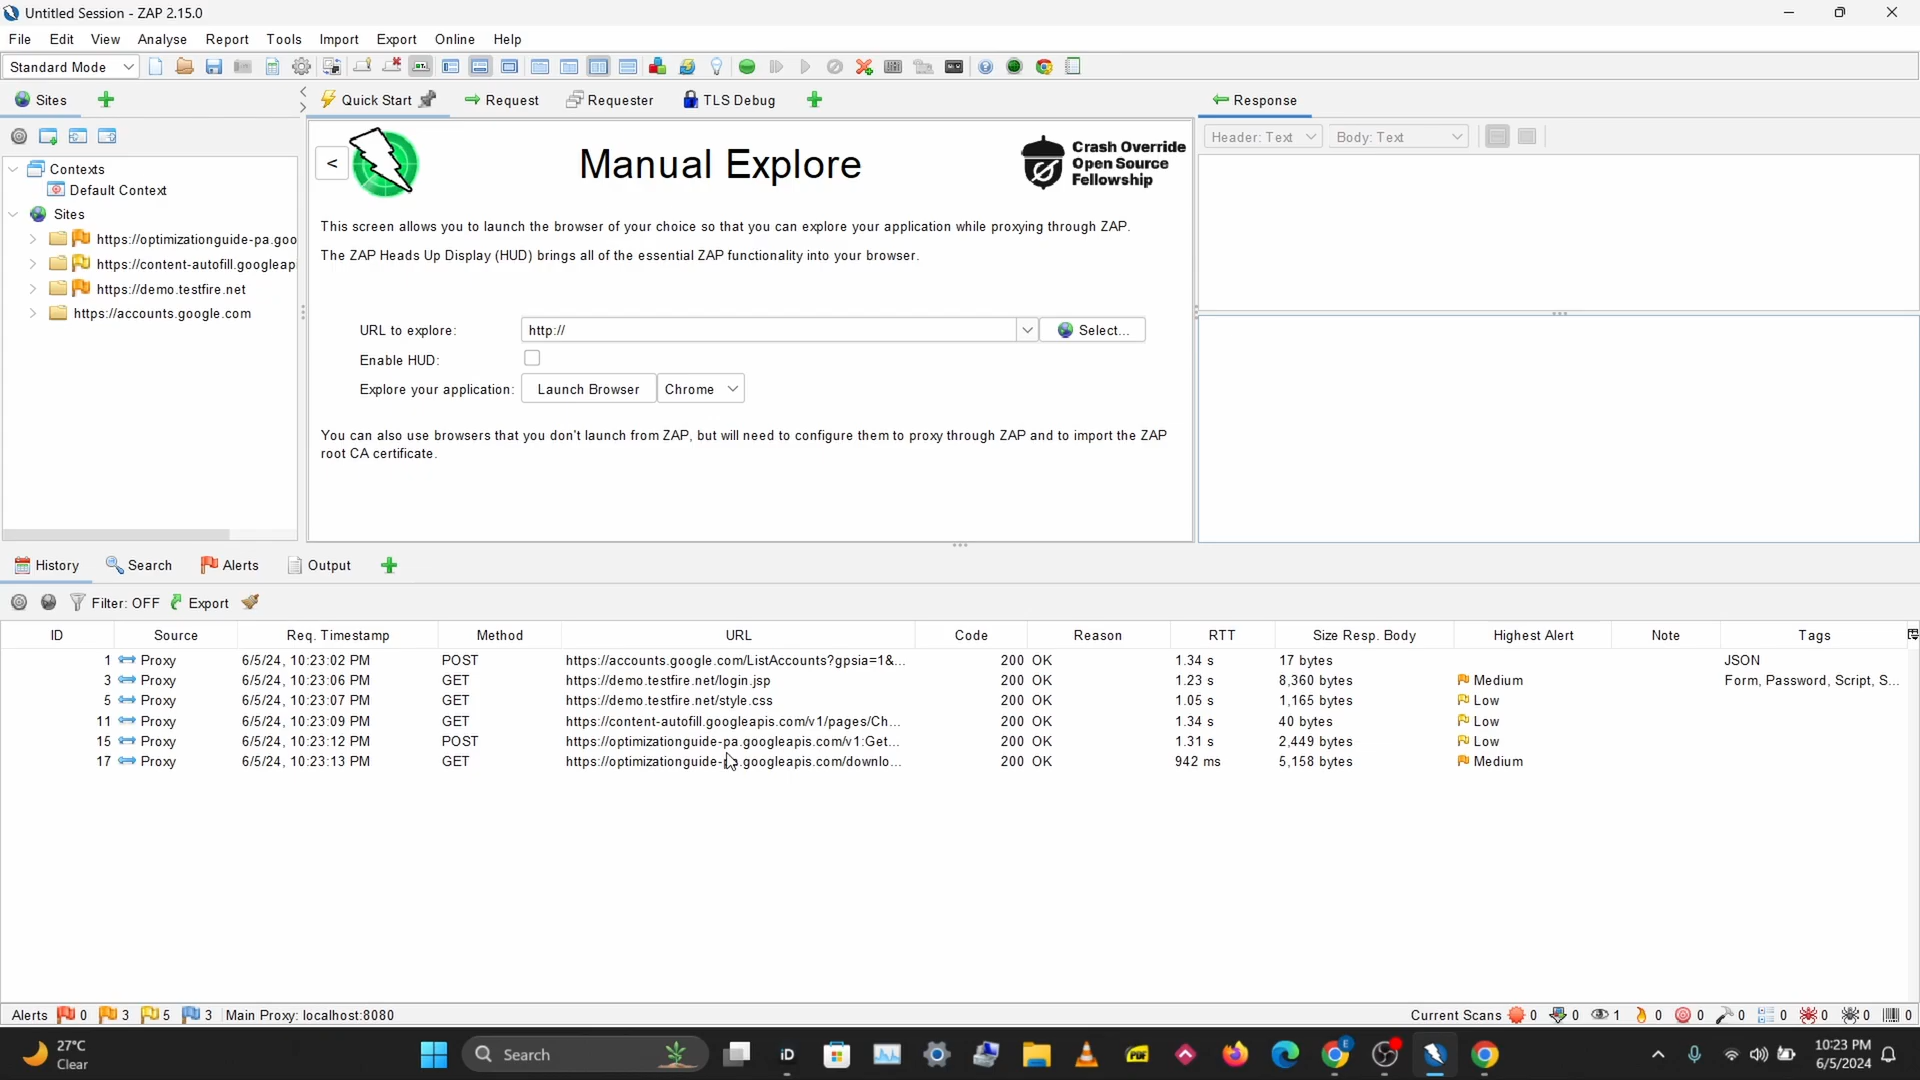 Untitled Session - ZAP 2.15.0
File Edit View Analyse Report Tools Import Export Online Help
Standard Mode
Sites
Quick Start
Request
Requester
TLS Debug
Response
Header: Text
Body: Text
Contexts
Default Context
Sites
https://optimizationguide-pa.goo
https://content-autofill.googleap
https://demo.testfire.net
https://accounts.google.com
<
Manual Explore
Crash Override
Open Source
Fellowship
This screen allows you to launch the browser of your choice so that you can explore your application while proxying through ZAP.
The ZAP Heads Up Display (HUD) brings all of the essential ZAP functionality into your browser.
URL to explore: http:// Select...
Enable HUD:
Explore your application: Launch Browser Chrome
You can also use browsers that you don't launch from ZAP, but will need to configure them to proxy through ZAP and to import the ZAP
root CA certificate.
History Search Alerts Output
Filter: OFF Export
ID Source Req. Timestamp Method URL Code Reason RTT Size Resp. Body Highest Alert Note Tags
1 Proxy 6/5/24, 10:23:02 PM POST https://accounts.google.com/ListAccounts?gpsia=1&... 200 OK 1.34 s 17 bytes JSON
3 Proxy 6/5/24, 10:23:06 PM GET https://demo.testfire.net/login.jsp 200 OK 1.23 s 8,360 bytes Medium Form, Password, Script, S...
5 Proxy 6/5/24, 10:23:07 PM GET https://demo.testfire.net/style.css 200 OK 1.05 s 1,165 bytes Low
11 Proxy 6/5/24, 10:23:09 PM GET https://content-autofill.googleapis.com/v1/pages/Ch... 200 OK 1.34 s 40 bytes Low
15 Proxy 6/5/24, 10:23:12 PM POST https://optimizationguide-pa.googleapis.com/v1:Get... 200 OK 1.31 s 2,449 bytes Low
17 Proxy 6/5/24, 10:23:13 PM GET https://optimizationguide-pa.googleapis.com/downlo... 200 OK 942 ms 5,158 bytes Medium
Alerts 0 3 5 3 Main Proxy: localhost:8080 Current Scans 0 0 1 0 0 0 0 0 0 0
27°C
Clear
Search
iD
PDF
E
10:23 PM
6/5/2024